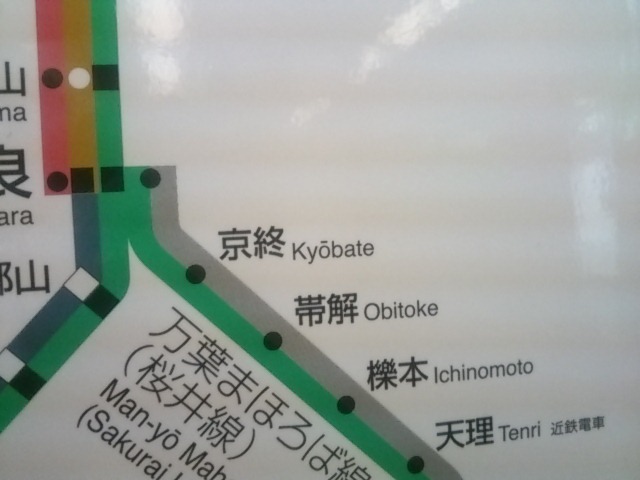 山
ma
良
ara
郡山
京終 Kyōbate
帯解 Obitoke
櫟本 Ichinomoto
天理 Tenri 近鉄電車
万葉まほろば線
(桜井線)
Man-yō Mah
(Sakurai